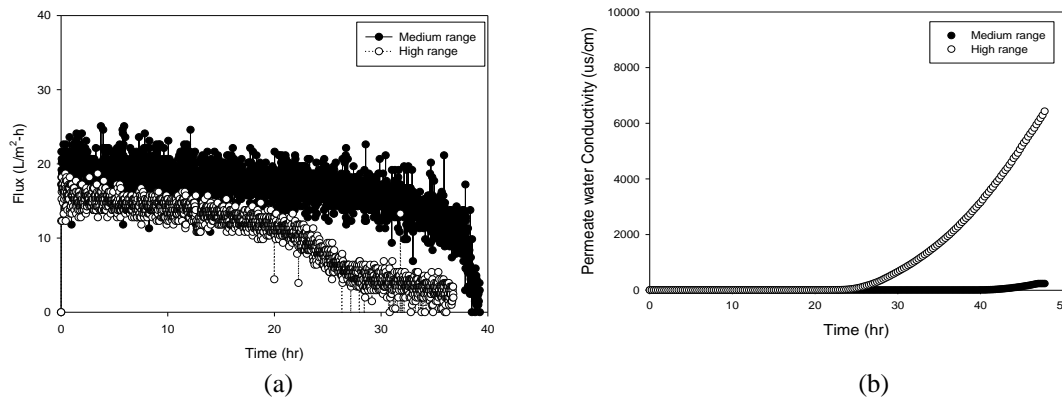 Flux (L/m²-h)
40
30
20
10
0
Medium range
High range
0 10 20 30 40
Time (hr)
(a)
Permeate water Conductivity (us/cm)
10000
8000
6000
4000
2000
0
Medium range
High range
0 10 20 30 40 50
Time (hr)
(b)